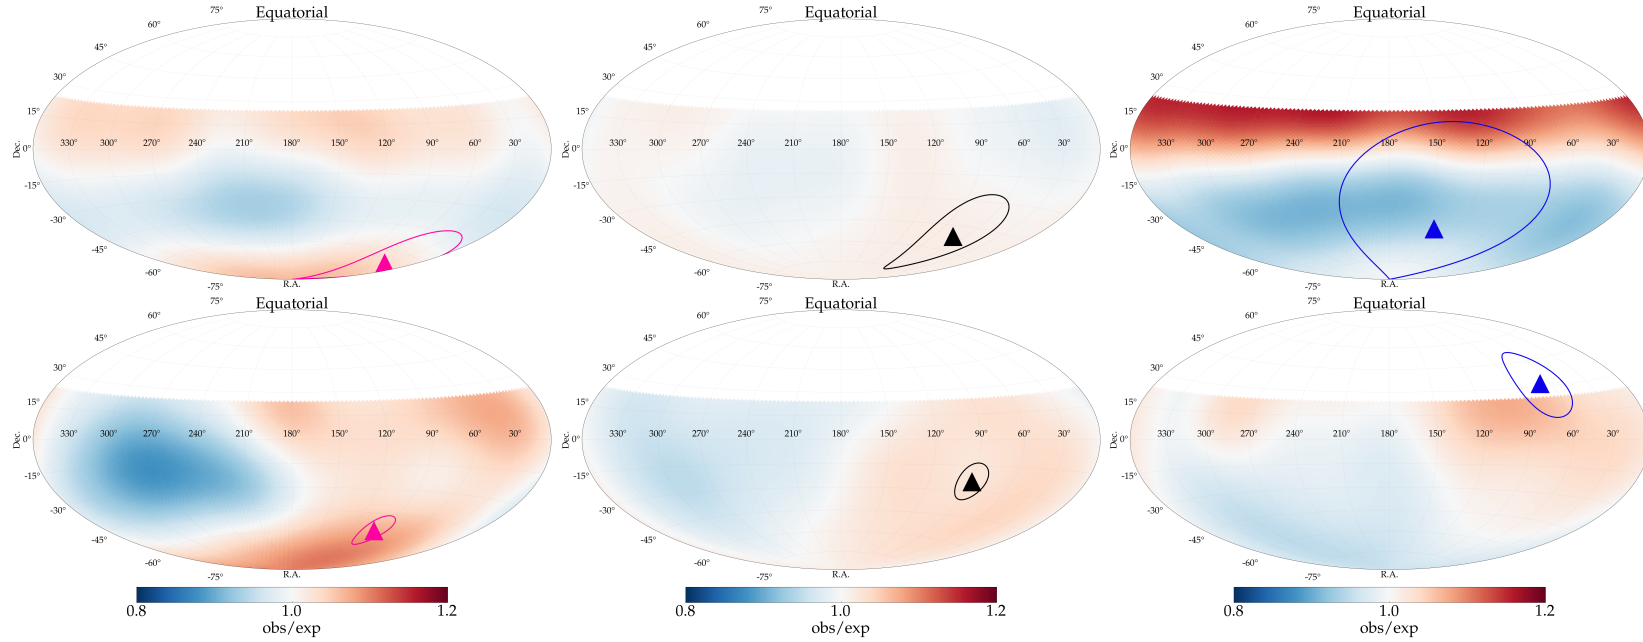 75° Equatorial 75° Equatorial 75° Equatorial
60° 60° 60°
45° 45° 45°
30° 30° 30°
15° 15° 15°
Dec. 0° 330° 300° 270° 240° 210° 180° 150° 120° 90° 60° 30° Dec. 0° 330° 300° 270° 240° 210° 180° 150° 120° 90° 60° 30° Dec. 0° 330° 300° 270° 240° 210° 180° 150° 120° 90° 60° 30°
-15° -15° -15°
-30° -30° -30°
-45° -45° -45°
-60° -60° -60°
-75° R.A. -75° R.A. -75° R.A.
75° Equatorial 75° Equatorial 75° Equatorial
60° 60° 60°
45° 45° 45°
30° 30° 30°
15° 15° 15°
Dec. 0° 330° 300° 270° 240° 210° 180° 150° 120° 90° 60° 30° Dec. 0° 330° 300° 270° 240° 210° 180° 150° 120° 90° 60° 30° Dec. 0° 330° 300° 270° 240° 210° 180° 150° 120° 90° 60° 30°
-15° -15° -15°
-30° -30° -30°
-45° -45° -45°
-60° -60° -60°
-75° R.A. -75° R.A. -75° R.A.
0.8 1.0 1.2 0.8 1.0 1.2 0.8 1.0 1.2
obs/exp obs/exp obs/exp